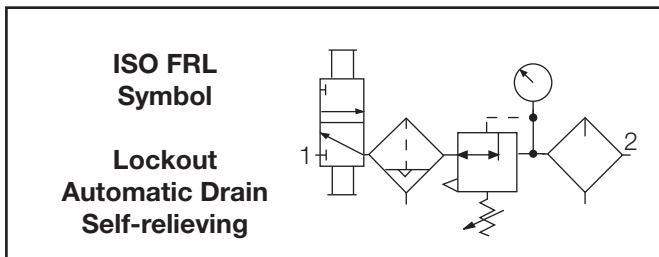 ISO FRL
Symbol
Lockout
Automatic Drain
Self-relieving
1
2